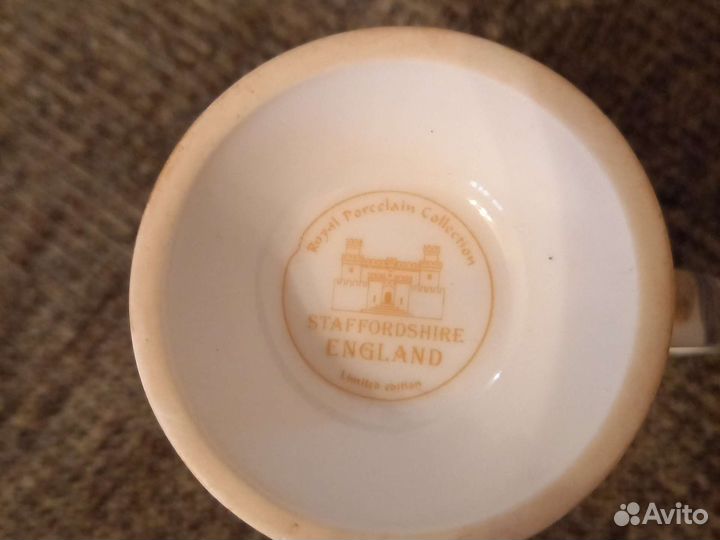 Royal Porcelain Collection
STAFFORDSHIRE
ENGLAND
Limited edition
Avito